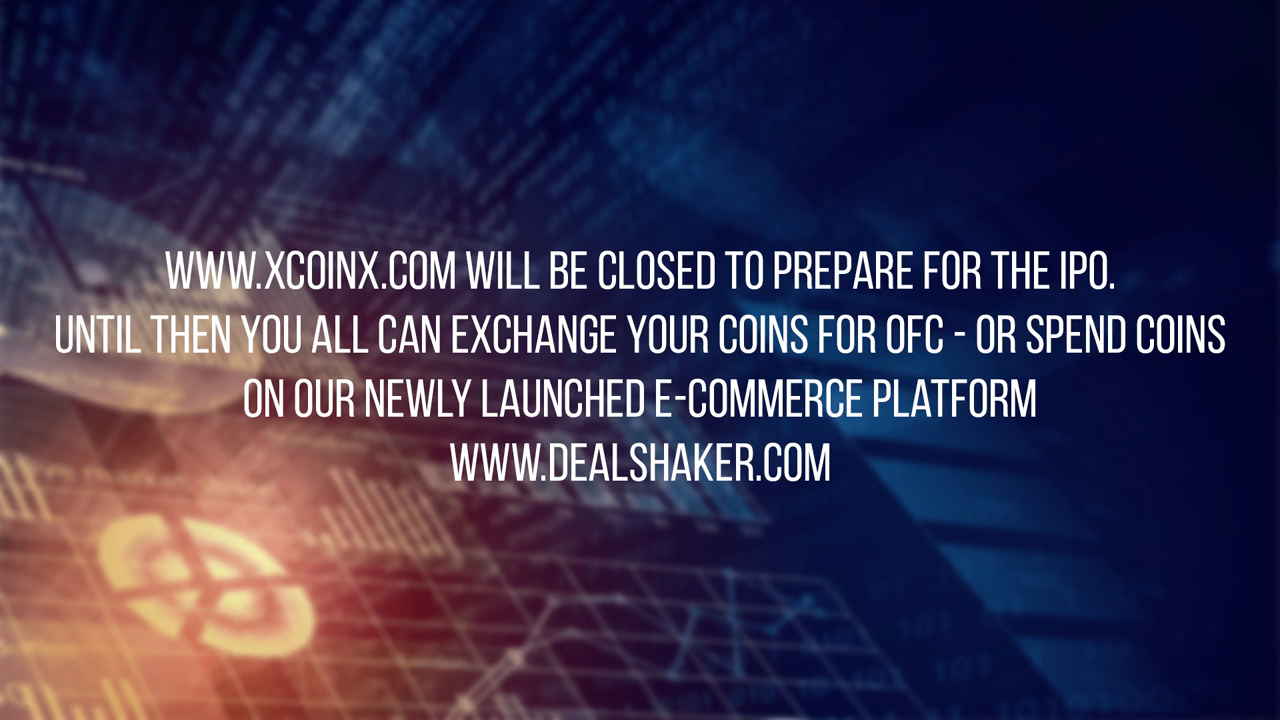 WWW.XCOINX.COM WILL BE CLOSED TO PREPARE FOR THE IPO.
UNTIL THEN YOU ALL CAN EXCHANGE YOUR COINS FOR OFC - OR SPEND COINS
ON OUR NEWLY LAUNCHED E-COMMERCE PLATFORM
WWW.DEALSHAKER.COM